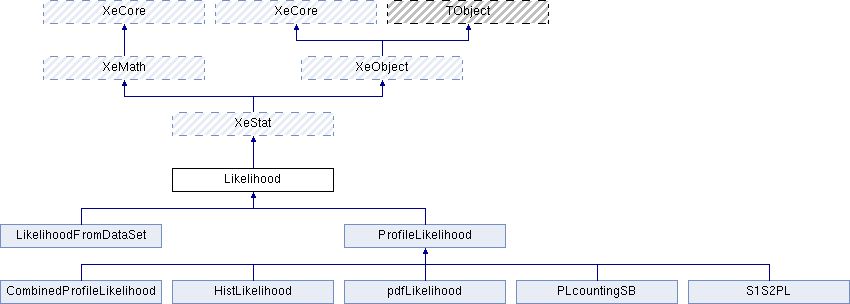 XeCore
XeCore
TObject
XeMath
XeObject
XeStat
Likelihood
LikelihoodFromDataSet
ProfileLikelihood
CombinedProfileLikelihood
HistLikelihood
pdfLikelihood
PLcountingSB
S1S2PL